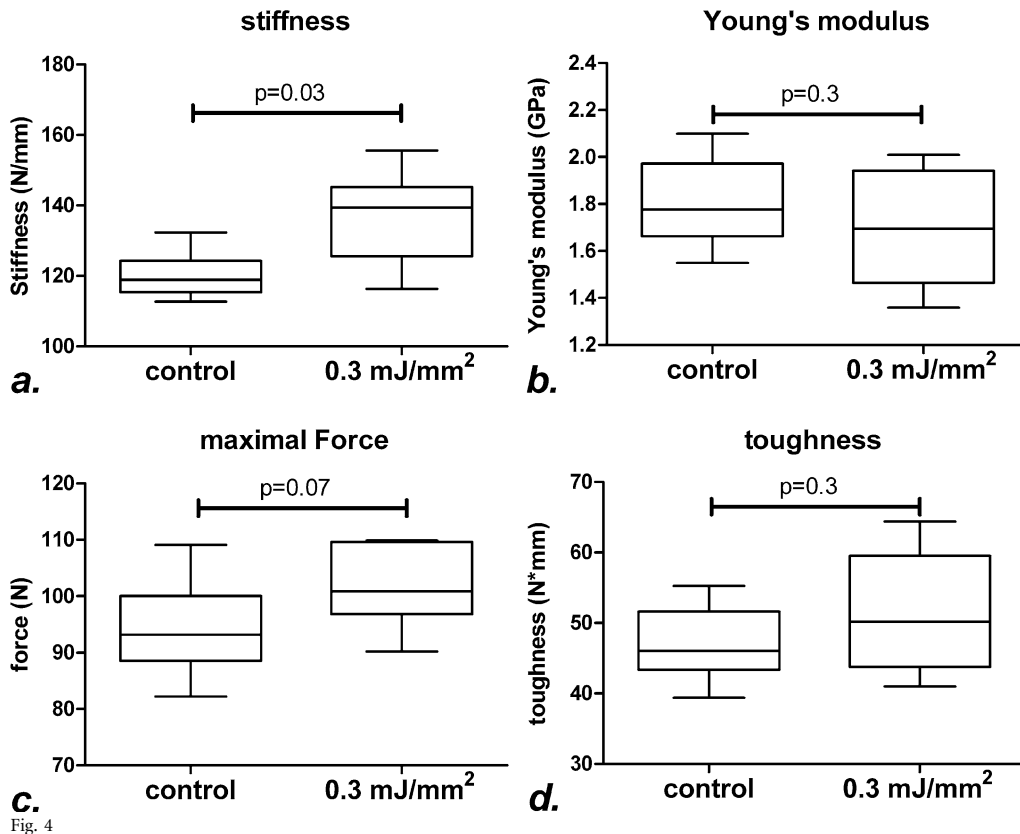 stiffness
Stiffness (N/mm)
180
160
140
120
100
p=0.03
control
0.3 mJ/mm²
a.
Young's modulus
Young's modulus (GPa)
2.4
2.2
2.0
1.8
1.6
1.4
1.2
p=0.3
control
0.3 mJ/mm²
b.
maximal Force
force (N)
120
110
100
90
80
70
p=0.07
control
0.3 mJ/mm²
c.
toughness
toughness (N*mm)
70
60
50
40
30
p=0.3
control
0.3 mJ/mm²
d.
Fig. 4